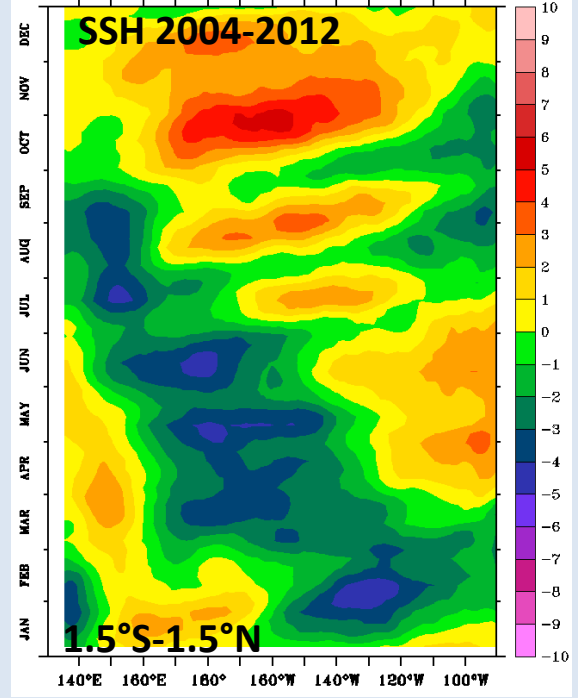 SSH 2004-2012
DEC
NOV
OCT
SEP
AUG
JUL
JUN
MAY
APR
MAR
FEB
JAN
1.5°S-1.5°N
140°E 160° 180° 160°W 140°W 120°W 100°W
10
9
8
7
6
5
4
3
2
1
0
-1
-2
-3
-4
-5
-6
-7
-8
-9
-10